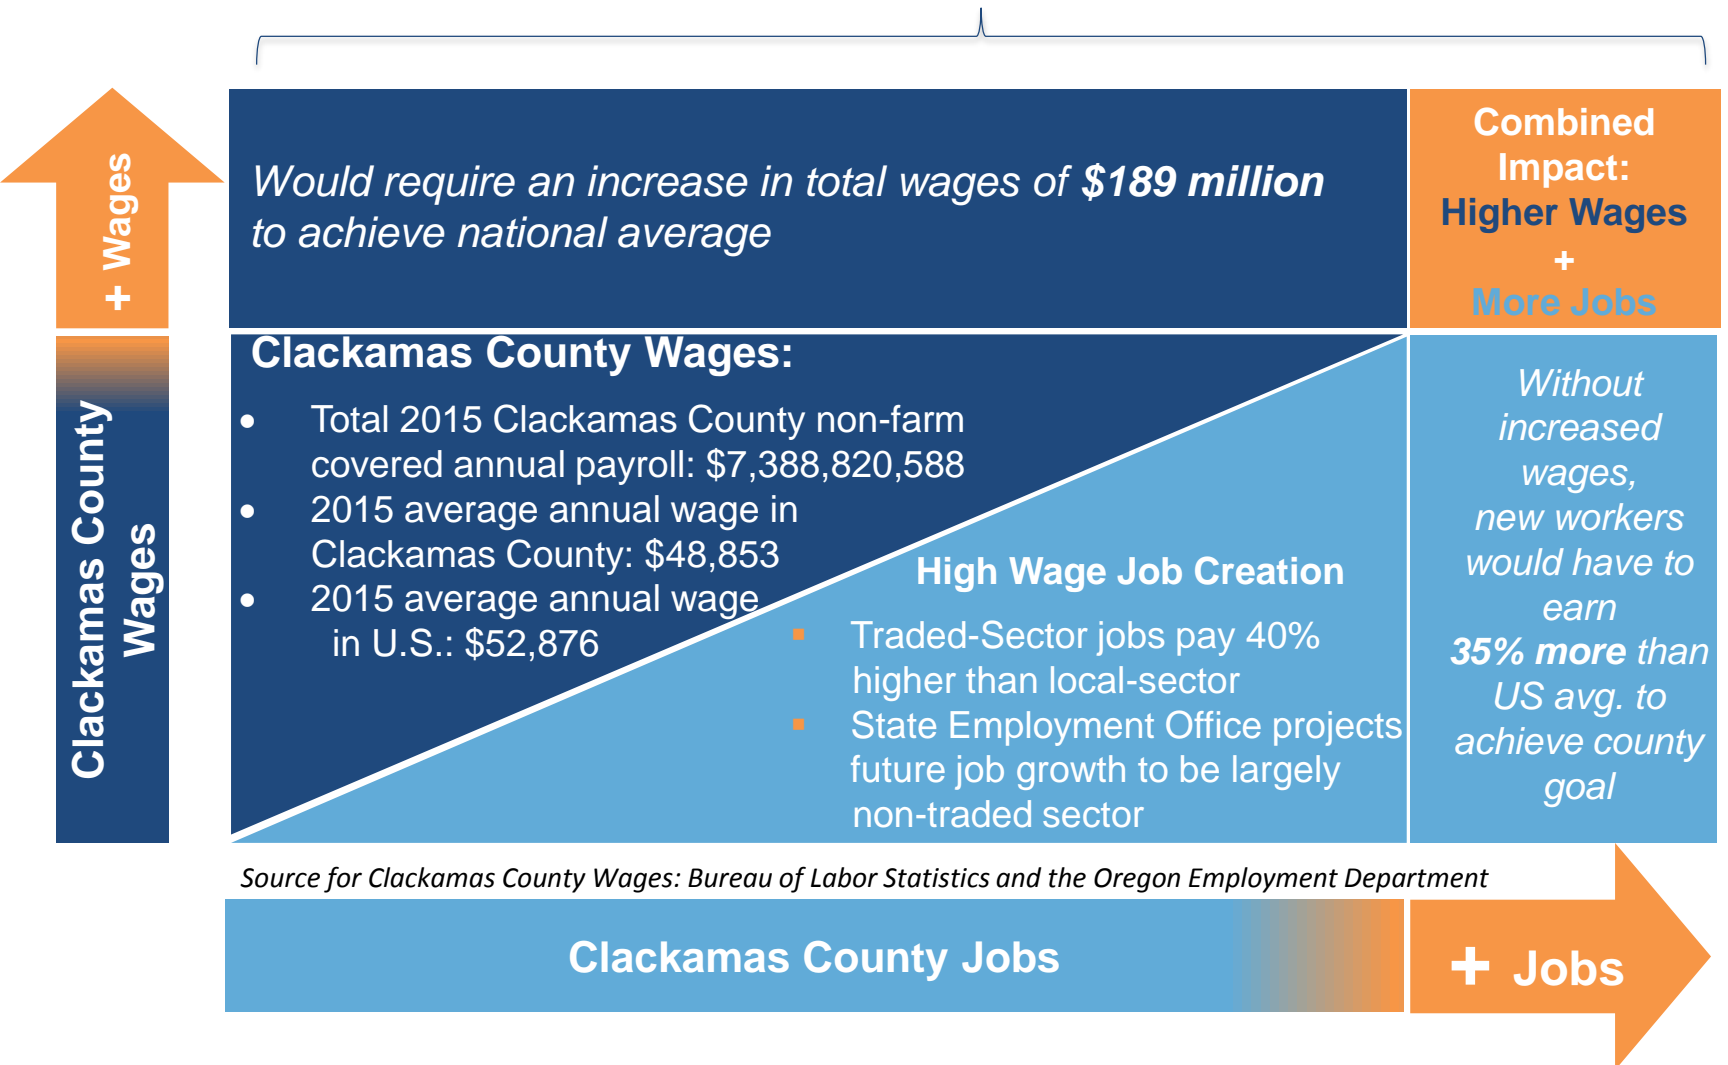 + Wages
Would require an increase in total wages of $189 million
to achieve national average
Combined
Impact:
Higher Wages
+
More Jobs
Clackamas County
Wages
Clackamas County Wages:
• Total 2015 Clackamas County non-farm
covered annual payroll: $7,388,820,588
• 2015 average annual wage in
Clackamas County: $48,853
• 2015 average annual wage
in U.S.: $52,876
High Wage Job Creation
▪ Traded-Sector jobs pay 40%
higher than local-sector
▪ State Employment Office projects
future job growth to be largely
non-traded sector
Without
increased
wages,
new workers
would have to
earn
35% more than
US avg. to
achieve county
goal
Source for Clackamas County Wages: Bureau of Labor Statistics and the Oregon Employment Department
Clackamas County Jobs
+ Jobs